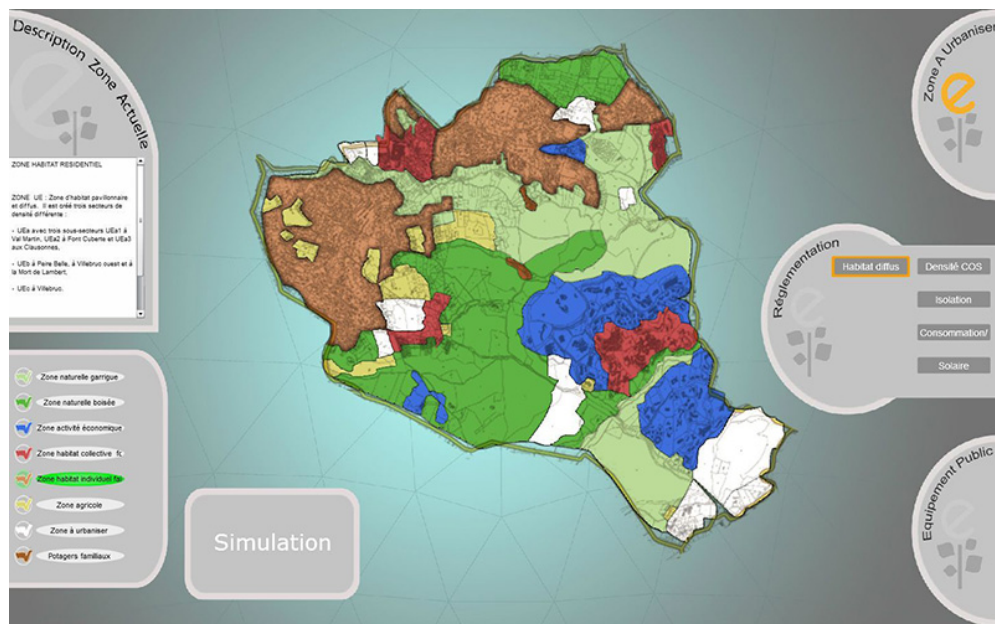 Description Zone Actuelle
ZONE HABITAT RESIDENTIEL
ZONE UE : Zone d'habitat pavillonnaire
et diffus. Il est créé trois secteurs de
densité différente :
- UEa avec trois sous-secteurs UEa1 à
Val Martin, UEa2 à Font Cuberte et UEa3
aux Clausonnes,
- UEb à Peire Belle, à Villebruc ouest et à
la Mort de Lambert,
- UEc à Villebruc.
Zone naturelle garrigue
Zone naturelle boisée
Zone activité économique
Zone habitat collective fo
Zone habitat individuel fai
Zone agricole
Zone à urbaniser
Potagers familiaux
Simulation
Zone A Urbaniser
e
Réglementation
Habitat diffus
Densité COS
Isolation
Consommation/
Solaire
Equipement Public